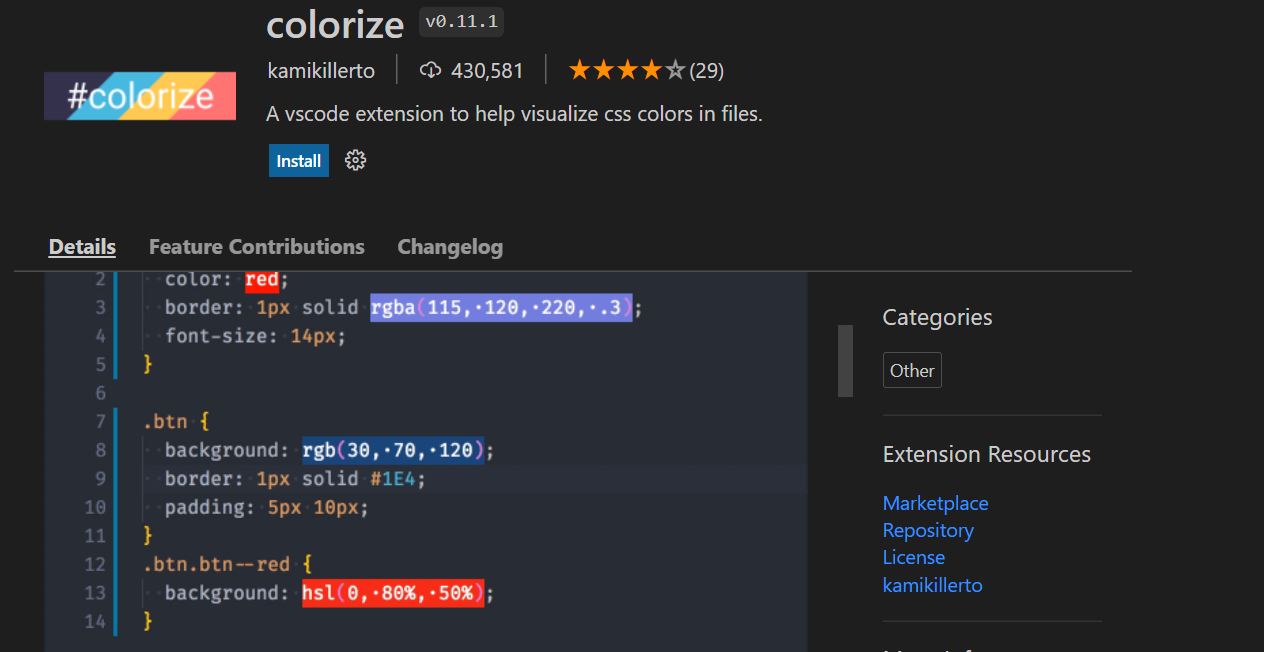 colorize v0.11.1
#colorize
kamikillerto 430,581 (29)
A vscode extension to help visualize css colors in files.
Install
Details Feature Contributions Changelog
2 color: red;
3 border: 1px solid rgba(115,·120,·220,·.3);
4 font-size: 14px;
5 }
6
7 .btn {
8 background: rgb(30,·70,·120);
9 border: 1px solid #1E4;
10 padding: 5px 10px;
11 }
12 .btn.btn--red {
13 background: hsl(0,·80%,·50%);
14 }
Categories
Other
Extension Resources
Marketplace
Repository
License
kamikillerto